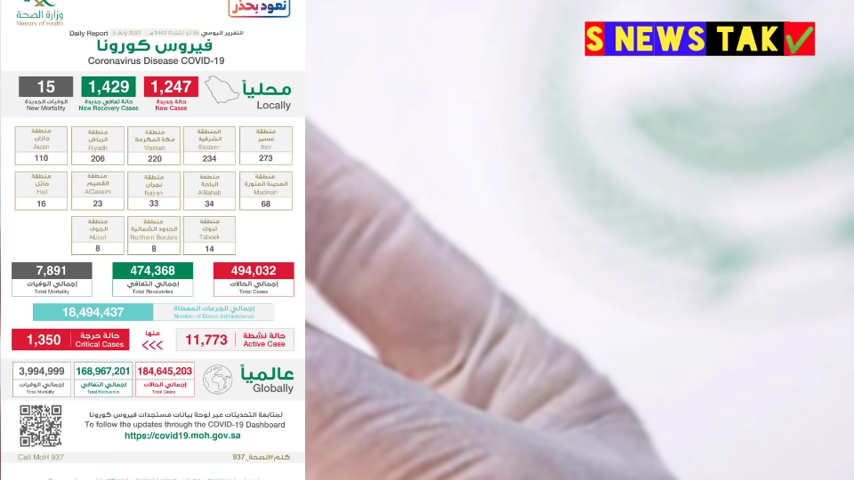 وزارة الصحة
Ministry of Health
نعود بحذر
S NEWS TAK
Daily Report
التقرير اليومي
فيروس كورونا
Coronavirus Disease COVID-19
15
الوفيات الجديدة
New Mortality
1,429
حالة تعافي جديدة
New Recovery Cases
1,247
حالة جديدة
New Cases
محلياً
Locally
منطقة جازان
Jazan
110
منطقة الرياض
Riyadh
206
منطقة مكة المكرمة
Makkah
220
المنطقة الشرقية
Eastern
234
منطقة عسير
Asir
273
منطقة حائل
Hail
16
منطقة القصيم
AlQassim
23
منطقة نجران
Najran
33
منطقة الباحة
AlBahah
34
منطقة المدينة المنورة
Madinah
68
منطقة الجوف
AlJouf
8
منطقة الحدود الشمالية
Northern Borders
8
منطقة تبوك
Tabouk
14
7,891
إجمالي الوفيات
Total Mortality
474,368
إجمالي التعافي
Total Recoveries
494,032
إجمالي الحالات
Total Cases
18,494,437
إجمالي الجرعات المعطاة
Number of Doses Administered
1,350
حالة حرجة
Critical Cases
منها
<<<
11,773
حالة نشطة
Active Case
3,994,999
إجمالي الوفيات
Total Mortality
168,967,201
إجمالي التعافي
Total Recoveries
184,645,203
إجمالي الحالات
Total Cases
عالمياً
Globally
لمتابعة التحديثات عبر لوحة بيانات مستجدات فيروس كورونا
To follow the updates through the COVID-19 Dashboard
https://covid19.moh.gov.sa
Call MoH 937
كلم#الصحة_937